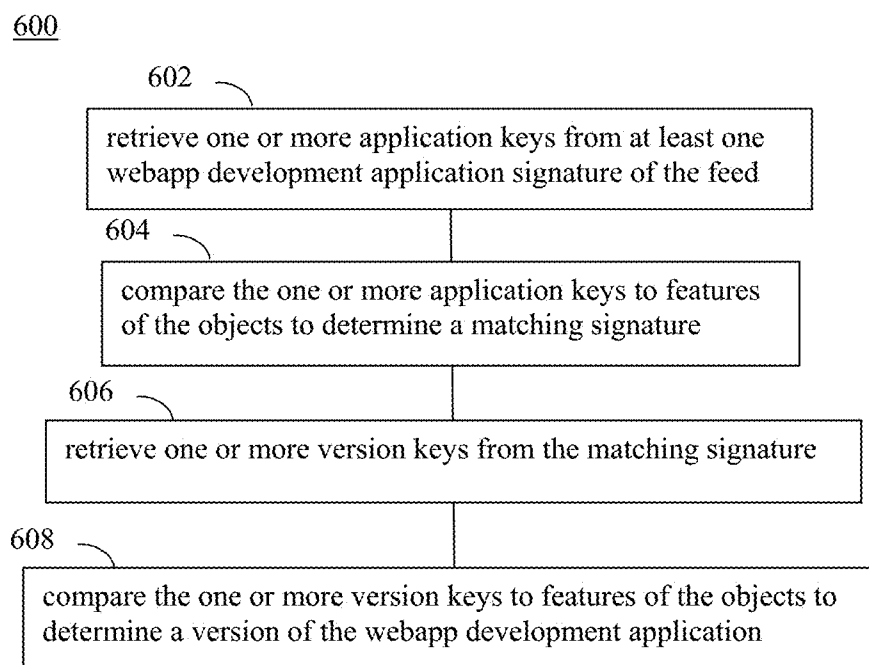 600
602
retrieve one or more application keys from at least one
webapp development application signature of the feed
604
compare the one or more application keys to features
of the objects to determine a matching signature
606
retrieve one or more version keys from the matching signature
608
compare the one or more version keys to features of the objects to
determine a version of the webapp development application